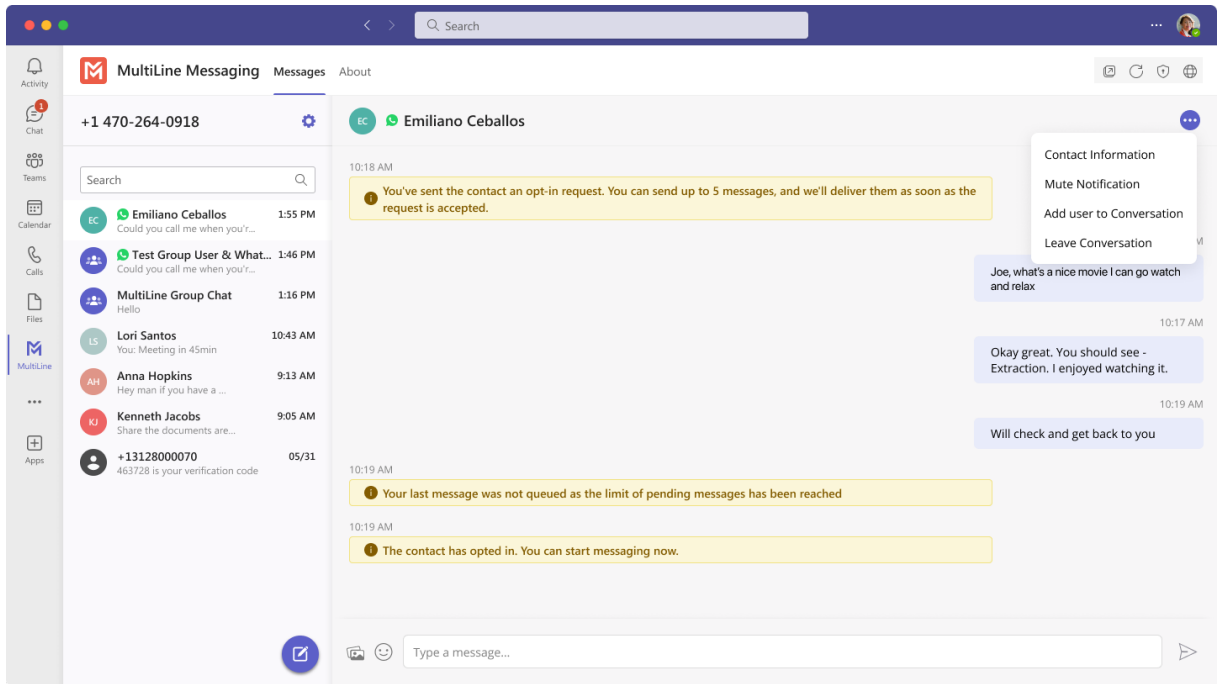 Search
Activity
1
Chat
Teams
Calendar
Calls
Files
MultiLine
Apps
MultiLine Messaging
Messages
About
+1 470-264-0918
Search
EC
Emiliano Ceballos
1:55 PM
Could you call me when you'r...
Test Group User & What...
1:46 PM
Could you call me when you'r...
MultiLine Group Chat
1:16 PM
Hello
LS
Lori Santos
10:43 AM
You: Meeting in 45min
AH
Anna Hopkins
9:13 AM
Hey man if you have a ...
KJ
Kenneth Jacobs
9:05 AM
Share the documents are...
+13128000070
05/31
463728 is your verification code
EC
Emiliano Ceballos
Contact Information
Mute Notification
Add user to Conversation
Leave Conversation
10:18 AM
You've sent the contact an opt-in request. You can send up to 5 messages, and we'll deliver them as soon as the
request is accepted.
Joe, what's a nice movie I can go watch
and relax
10:17 AM
Okay great. You should see -
Extraction. I enjoyed watching it.
10:19 AM
Will check and get back to you
10:19 AM
Your last message was not queued as the limit of pending messages has been reached
10:19 AM
The contact has opted in. You can start messaging now.
Type a message...